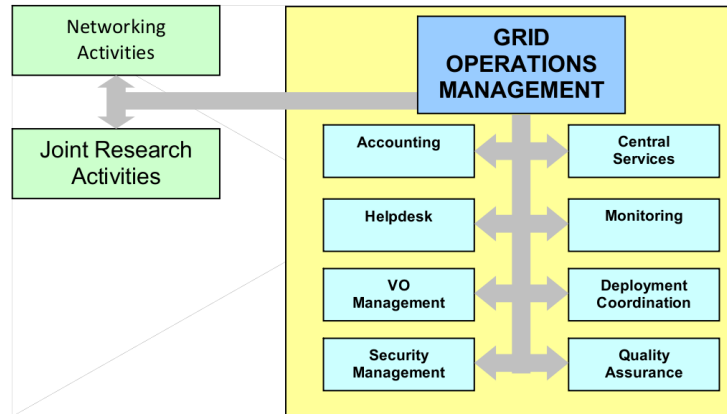 Networking
Activities
Joint Research
Activities
GRID
OPERATIONS
MANAGEMENT
Accounting
Central
Services
Helpdesk
Monitoring
VO
Management
Deployment
Coordination
Security
Management
Quality
Assurance